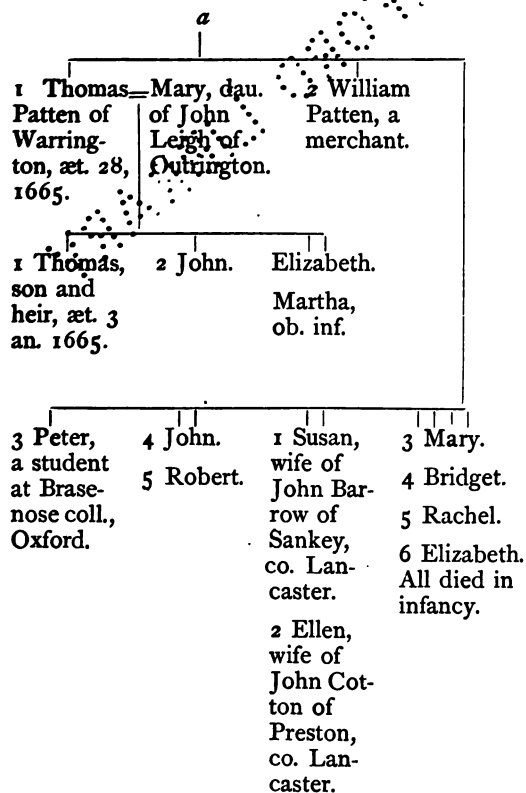 a
1 Thomas=Mary, dau.
Patten of
Warring-
ton, æt. 28,
1665.
of John
Leigh of
Outrington.
2 William
Patten, a
merchant.
1 Thomas,
son and
heir, æt. 3
an. 1665.
2 John.
Elizabeth.
Martha,
ob. inf.
3 Peter,
a student
at Brase-
nose coll.,
Oxford.
4 John.
5 Robert.
1 Susan,
wife of
John Bar-
row of
Sankey,
co. Lan-
caster.
2 Ellen,
wife of
John Cot-
ton of
Preston,
co. Lan-
caster.
3 Mary.
4 Bridget.
5 Rachel.
6 Elizabeth.
All died in
infancy.